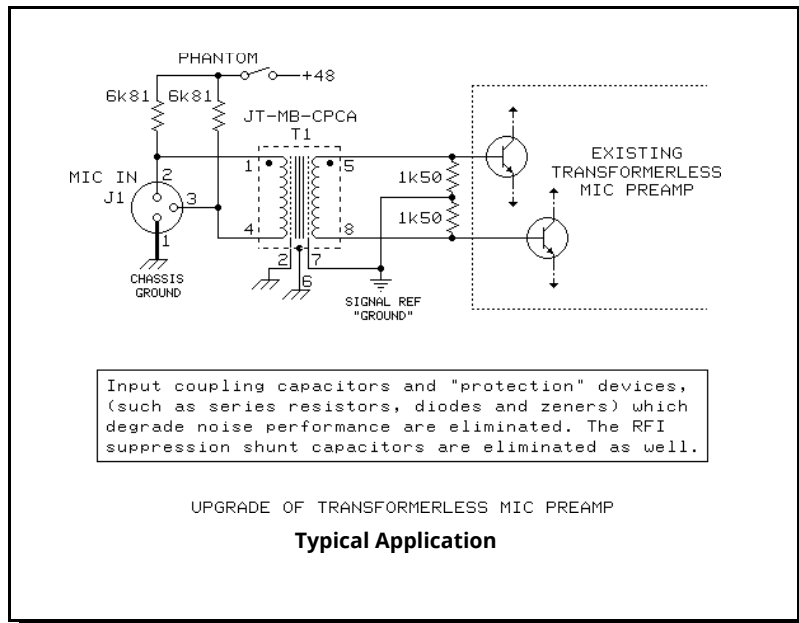 PHANTOM
+48
6k81 6k81
JT-MB-CPCA
T1
MIC IN
J1
2
3
1
CHASSIS
GROUND
1
5
4
8
2
7
6
1k50
1k50
SIGNAL REF
"GROUND"
EXISTING
TRANSFORMERLESS
MIC PREAMP
Input coupling capacitors and "protection" devices,
(such as series resistors, diodes and zeners) which
degrade noise performance are eliminated. The RFI
suppression shunt capacitors are eliminated as well.
UPGRADE OF TRANSFORMERLESS MIC PREAMP
Typical Application